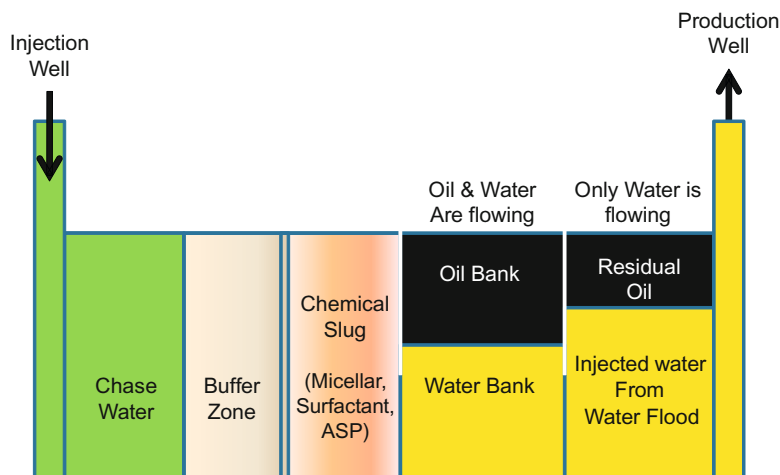 Injection
Well
Production
Well
Oil & Water
Are flowing
Only Water is
flowing
Chase
Water
Buffer
Zone
Chemical
Slug
(Micellar,
Surfactant,
ASP)
Oil Bank
Water Bank
Residual
Oil
Injected water
From
Water Flood